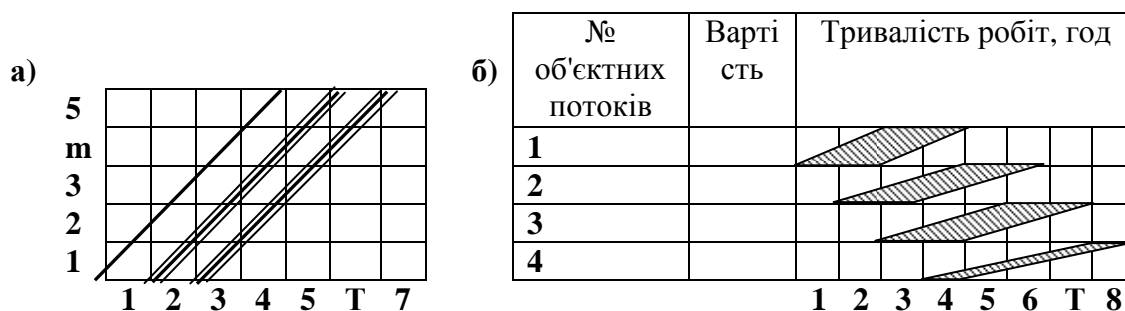 а)
5
m
3
2
1
1 2 3 4 5 T 7
б)
№ об'єктних потоків
Варті
сть
Тривалість робіт, год
1
2
3
4
1 2 3 4 5 6 T 8